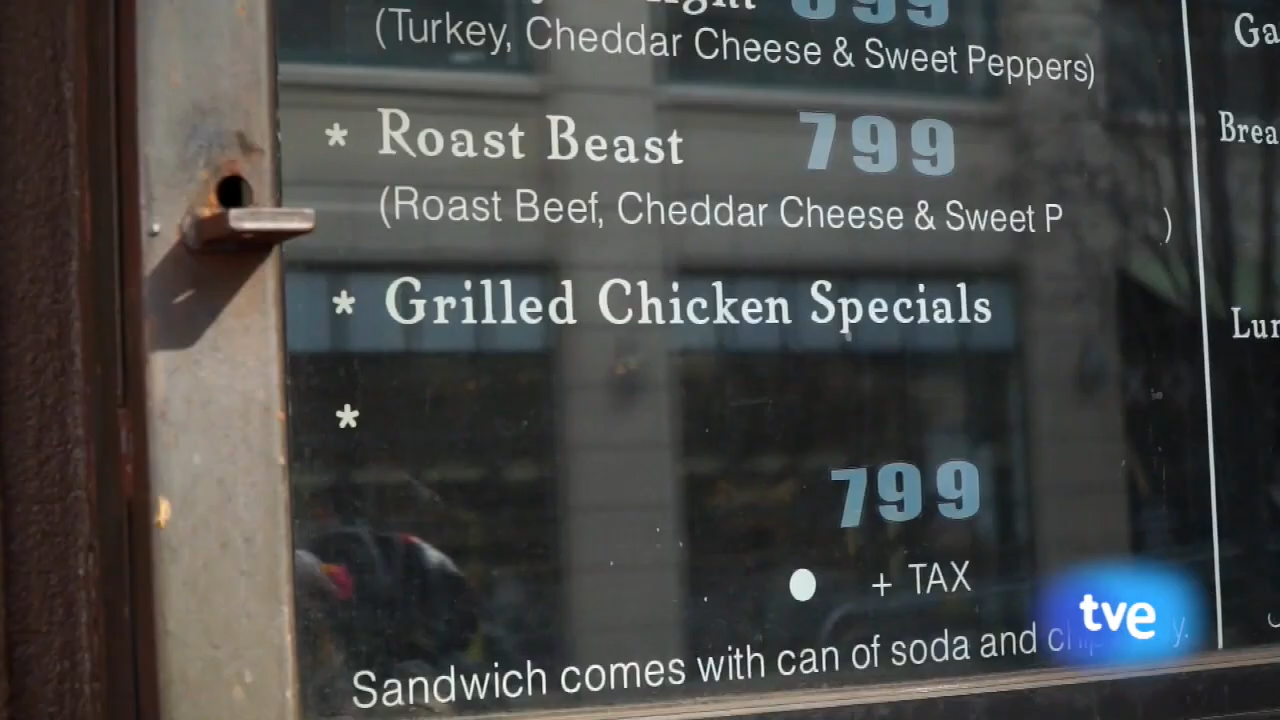 899
(Turkey, Cheddar Cheese & Sweet Peppers)
* Roast Beast 799
(Roast Beef, Cheddar Cheese & Sweet P )
* Grilled Chicken Specials
*
799
+ TAX
Sandwich comes with can of soda and
tve